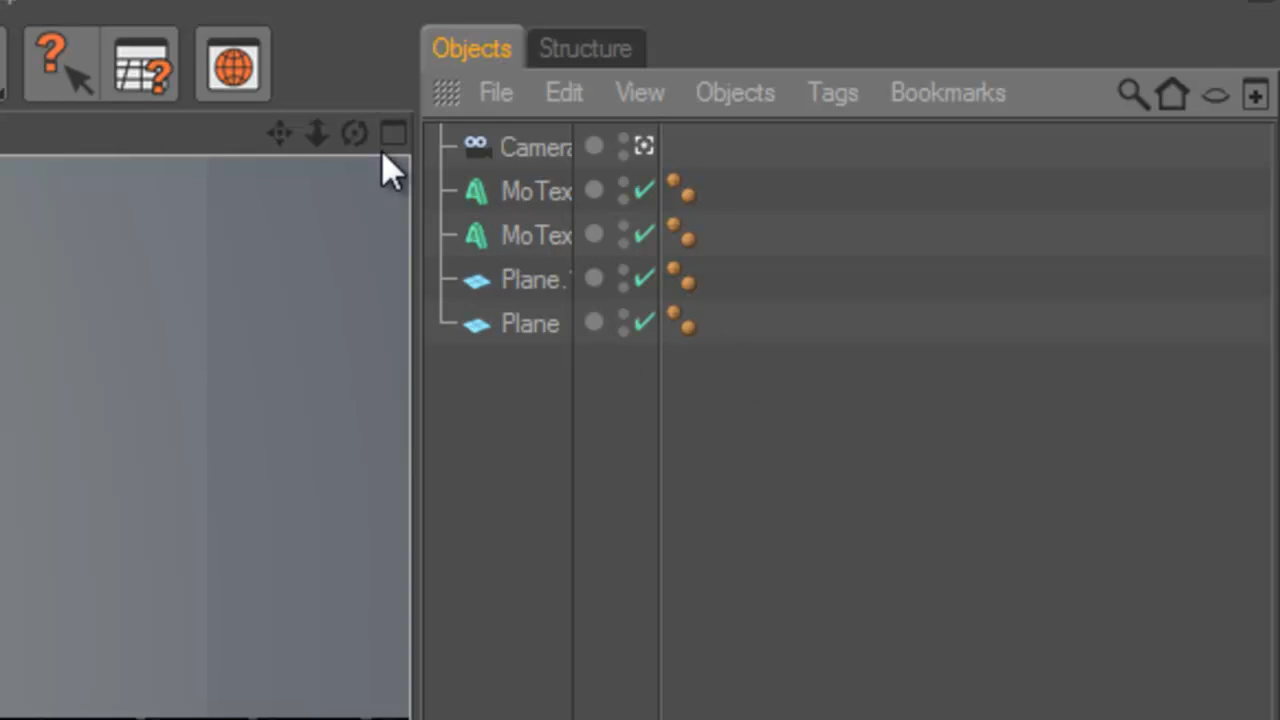 Objects Structure
File Edit View Objects Tags Bookmarks
Camera
MoTex
MoTex
Plane.
Plane